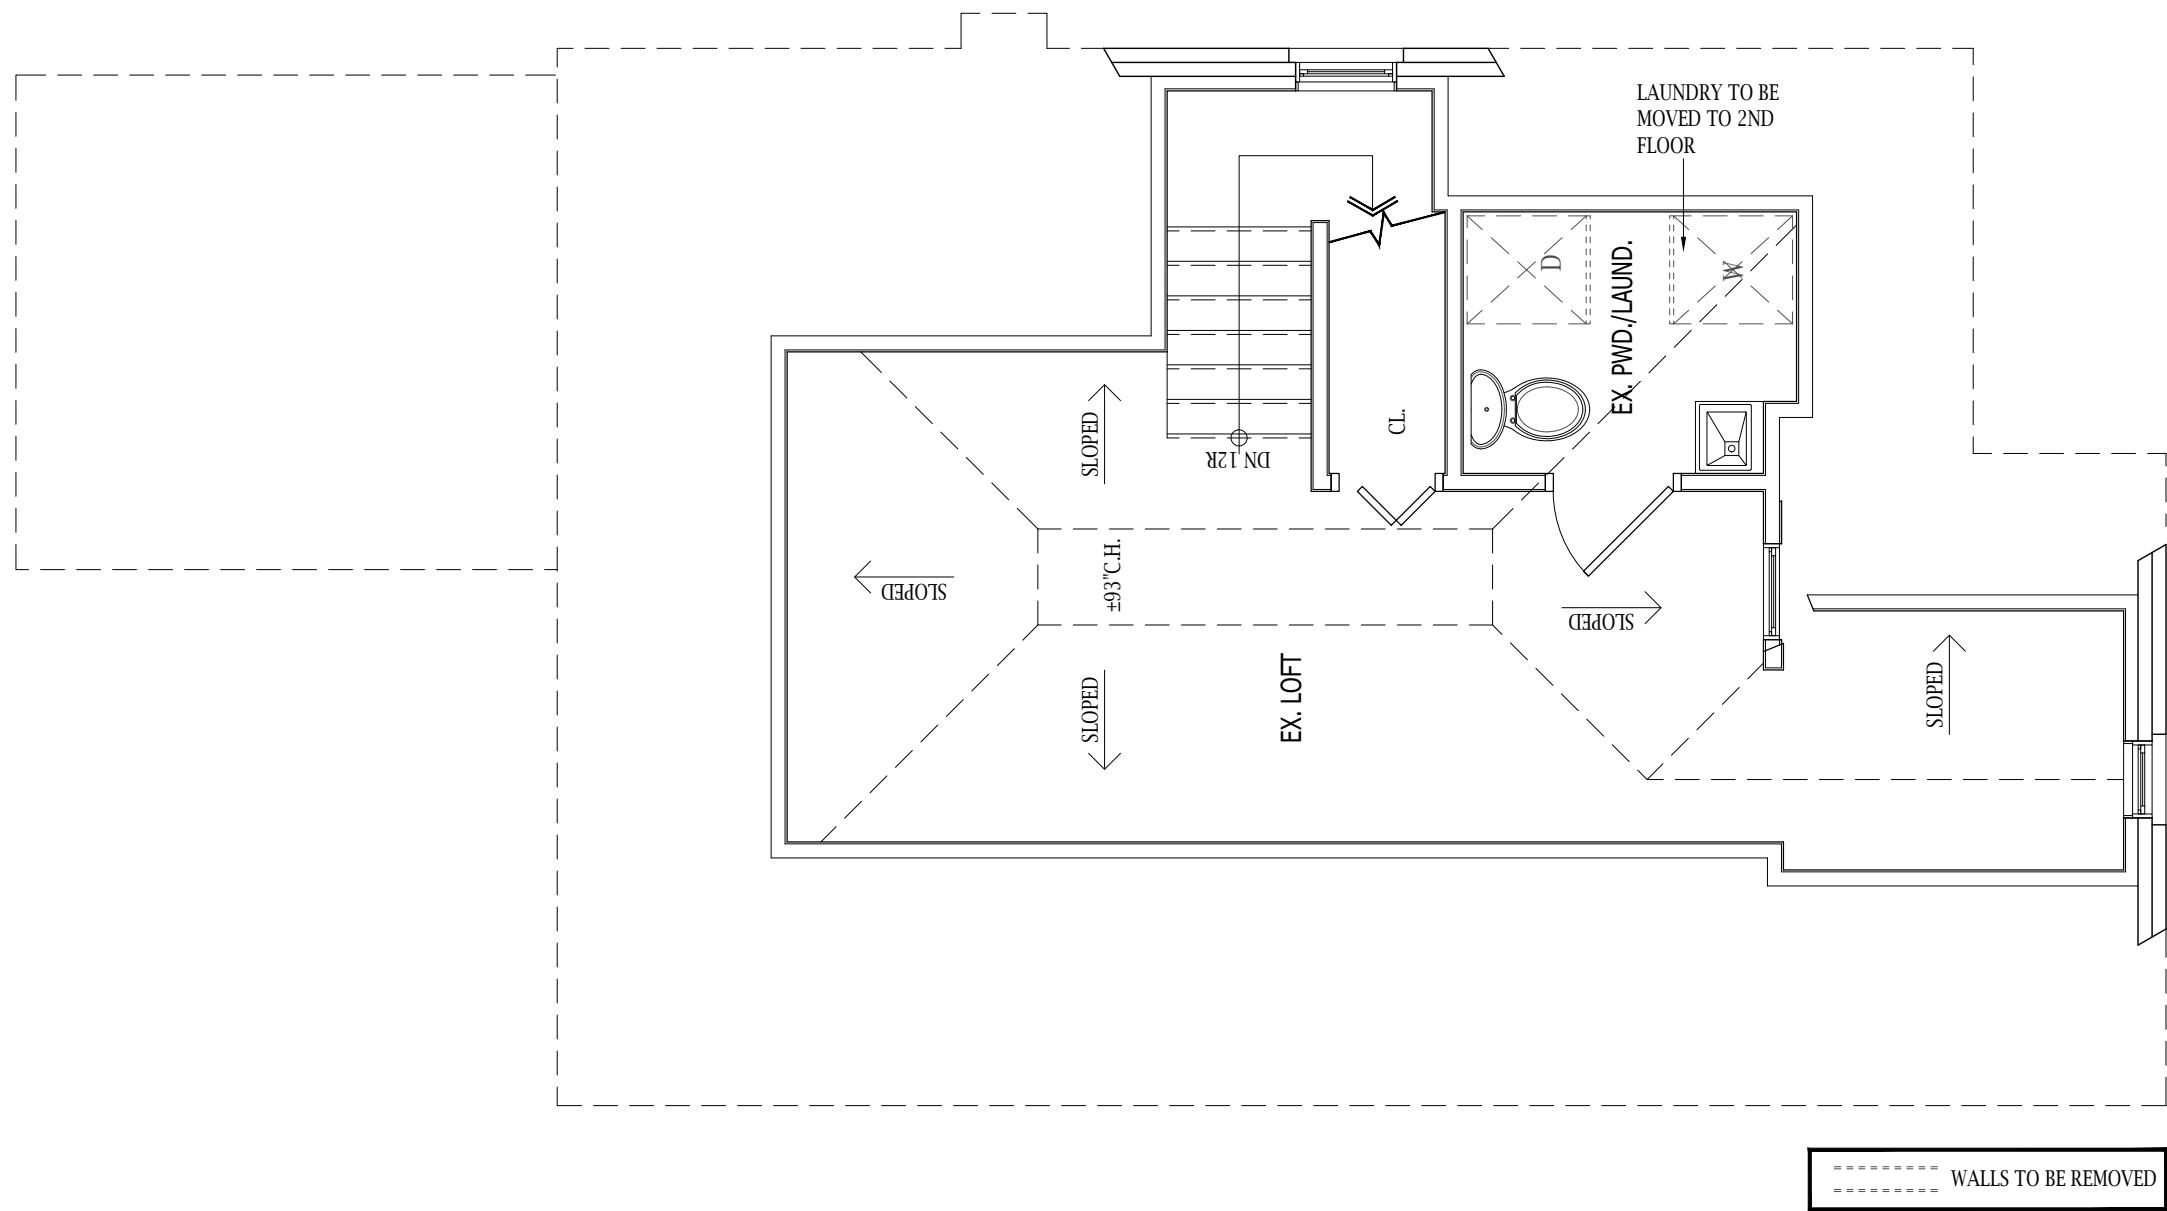 LAUNDRY TO BE
MOVED TO 2ND
FLOOR
D
W
EX. PWD./LAUND.
CL.
SLOPED
DN 12R
SLOPED
±93"C.H.
SLOPED
SLOPED
EX. LOFT
SLOPED
WALLS TO BE REMOVED